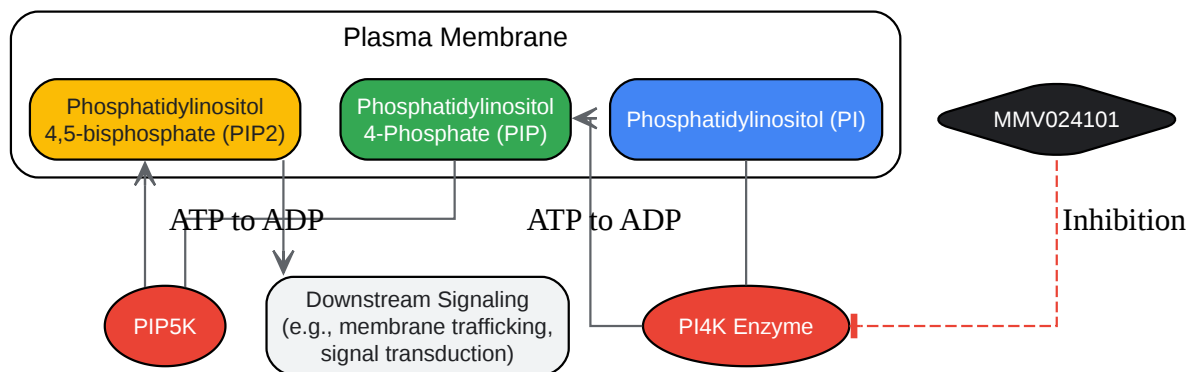 Plasma Membrane
Phosphatidylinositol
4,5-bisphosphate (PIP2)
Phosphatidylinositol
4-Phosphate (PIP)
Phosphatidylinositol (PI)
MMV024101
ATP to ADP
ATP to ADP
Inhibition
PIP5K
Downstream Signaling
(e.g., membrane trafficking,
signal transduction)
PI4K Enzyme